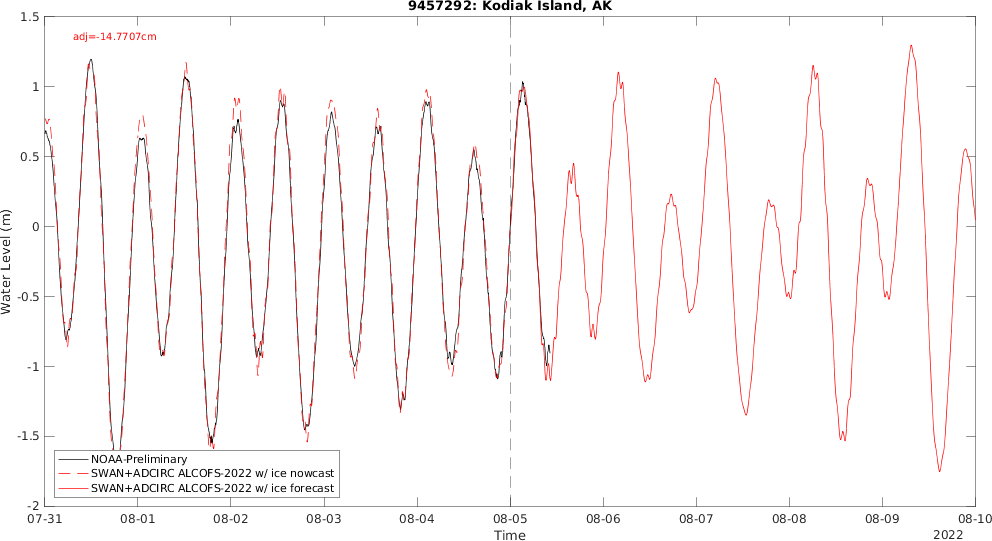 9457292: Kodiak Island, AK
adj=-14.7707cm
1.5
1
0.5
0
-0.5
-1
-1.5
-2
Water Level (m)
NOAA-Preliminary
SWAN+ADCIRC ALCOFS-2022 w/ ice nowcast
SWAN+ADCIRC ALCOFS-2022 w/ ice forecast
07-31 08-01 08-02 08-03 08-04 08-05 08-06 08-07 08-08 08-09 08-10
Time
2022